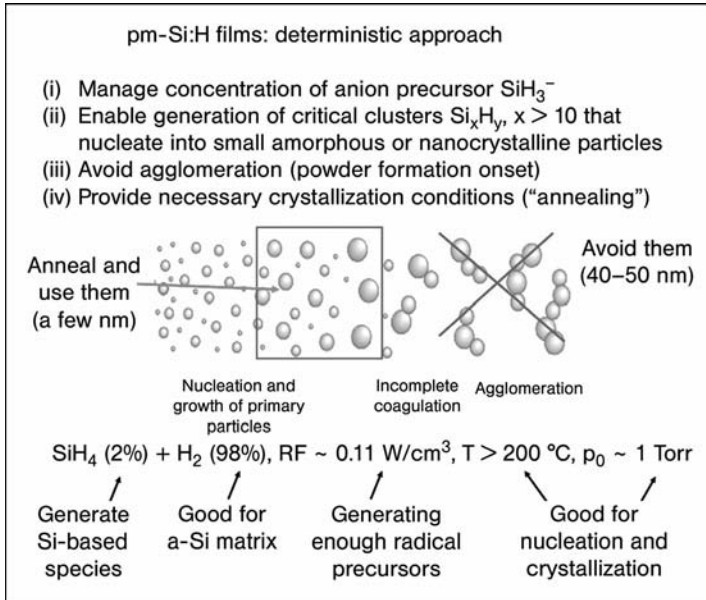 pm-Si:H films: deterministic approach
(i) Manage concentration of anion precursor SiH₃⁻
(ii) Enable generation of critical clusters SiₓHᵧ, x > 10 that
nucleate into small amorphous or nanocrystalline particles
(iii) Avoid agglomeration (powder formation onset)
(iv) Provide necessary crystallization conditions (“annealing”)
Anneal and
use them
(a few nm)
Avoid them
(40–50 nm)
Nucleation and
growth of primary
particles
Incomplete
coagulation
Agglomeration
SiH₄ (2%) + H₂ (98%), RF ~ 0.11 W/cm³, T > 200 ºC, p₀ ~ 1 Torr
Generate
Si-based
species
Good for
a-Si matrix
Generating
enough radical
precursors
Good for
nucleation and
crystallization